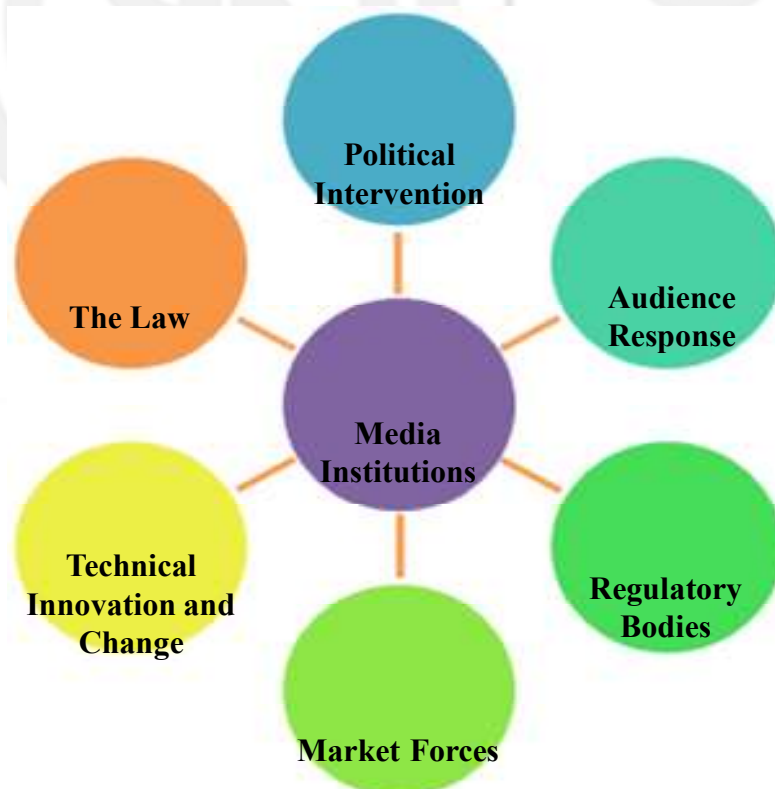 Political
Intervention
The Law
Audience
Response
Media
Institutions
Technical
Innovation and
Change
Regulatory
Bodies
Market Forces